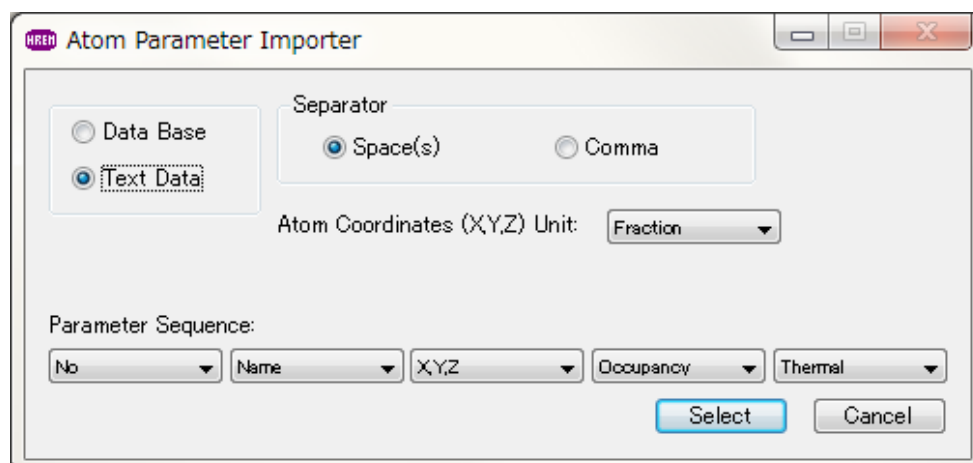 HREM Atom Parameter Importer
Separator
Data Base
Space(s) Comma
Text Data
Atom Coordinates (X,Y,Z) Unit: Fraction
Parameter Sequence:
No Name X,Y,Z Occupancy Thermal
Select Cancel